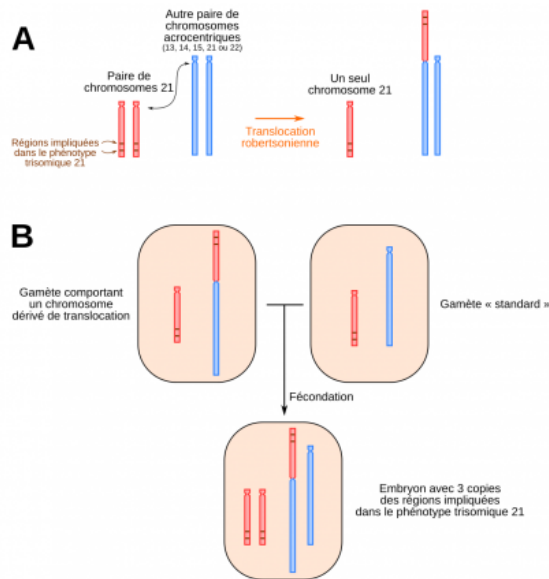 A
Autre paire de
chromosomes
acrocentriques
(13, 14, 15, 21 ou 22)
Paire de
chromosomes 21
Régions impliquées
dans le phénotype
trisomique 21
Translocation
robertsonienne
Un seul
chromosome 21
B
Gamète comportant
un chromosome
dérivé de translocation
Gamète « standard »
Fécondation
Embryon avec 3 copies
des régions impliquées
dans le phénotype trisomique 21